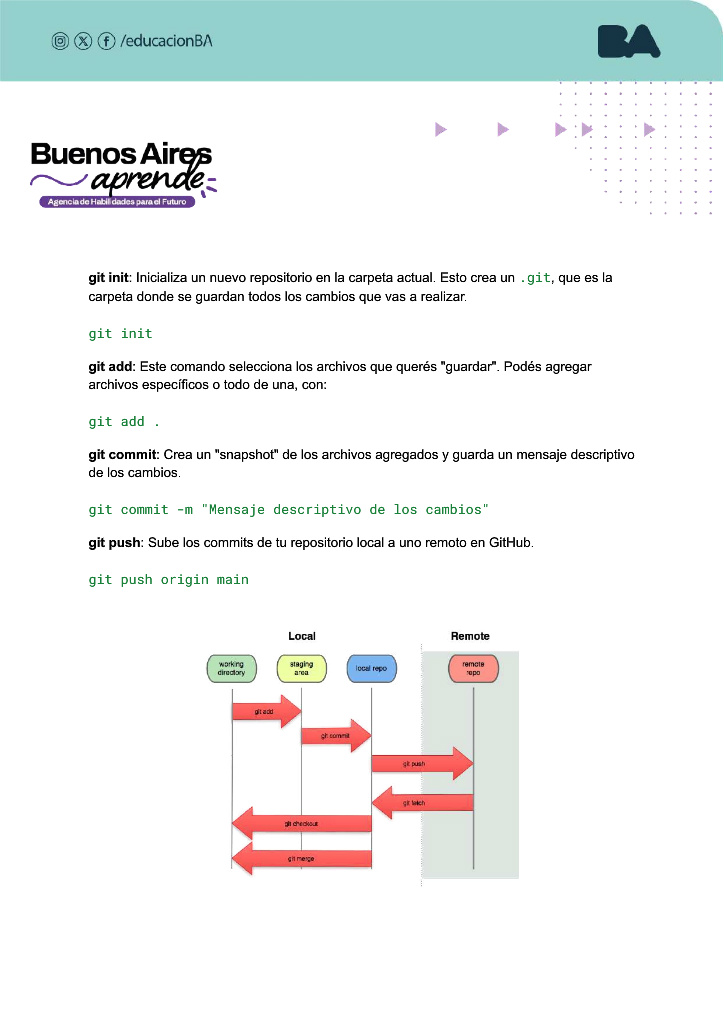 /educacionBA
BA
Buenos Aires
aprende
Agencia de Habilidades para el Futuro
git init: Inicializa un nuevo repositorio en la carpeta actual. Esto crea un .git, que es la
carpeta donde se guardan todos los cambios que vas a realizar.
git init
git add: Este comando selecciona los archivos que querés "guardar". Podés agregar
archivos específicos o todo de una, con:
git add .
git commit: Crea un "snapshot" de los archivos agregados y guarda un mensaje descriptivo
de los cambios.
git commit -m "Mensaje descriptivo de los cambios"
git push: Sube los commits de tu repositorio local a uno remoto en GitHub.
git push origin main
Local
Remote
working
directory
staging
area
local repo
remote
repo
git add
git commit
git push
git fetch
git checkout
git merge